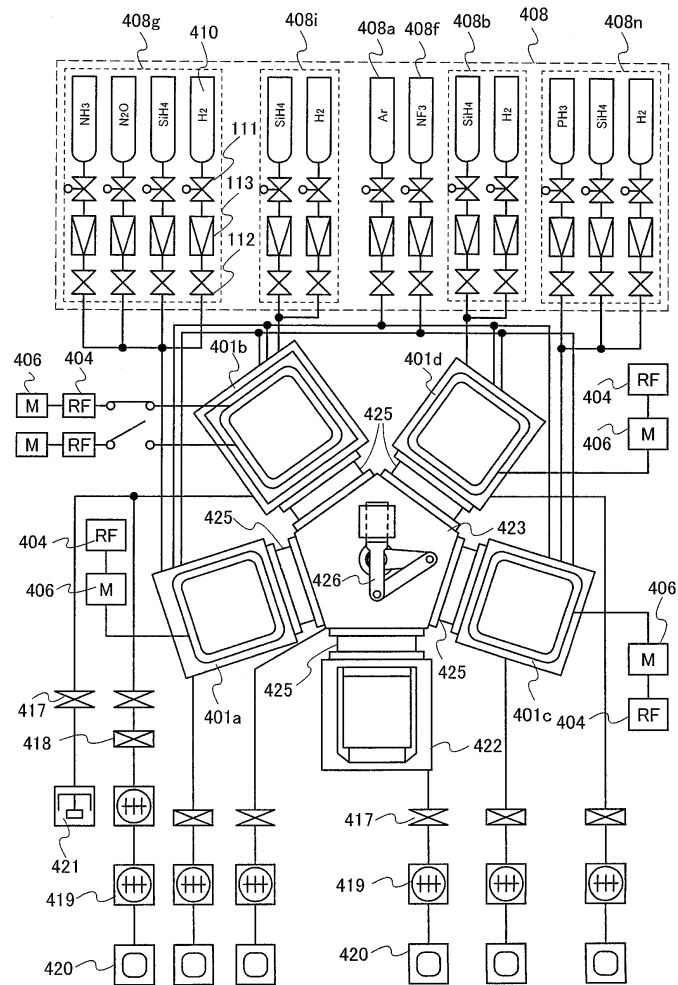 408g 410 408i 408a 408f 408b 408 408n
NH3 N2O SiH4 H2 SiH4 H2 Ar NF3 SiH4 H2 PH3 SiH4 H2
111
113
112
401b 401d
406 404
M RF
M RF
RF
404
M
406
425
425
423
404 RF
406 M
426
406
M
RF
404
425
425
401a
401c
422
417
418
417
421
419
419
420
420